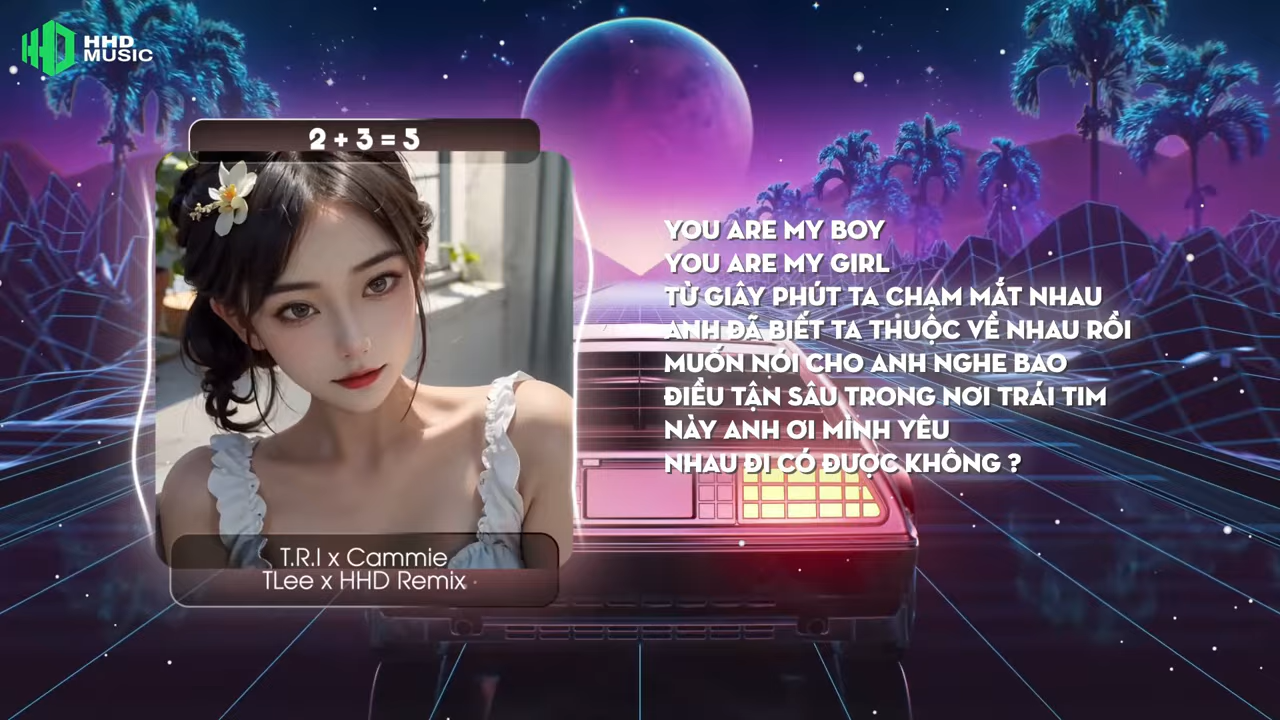 HHD
MUSIC
2 + 3 = 5
YOU ARE MY BOY
YOU ARE MY GIRL
TỪ GIÂY PHÚT TA CHẠM MẮT NHAU
ANH ĐÃ BIẾT TA THUỘC VỀ NHAU RỒI
MUỐN NÓI CHO ANH NGHE BAO
ĐIỀU TẬN SÂU TRONG NƠI TRÁI TIM
NÀY ANH ƠI MÌNH YÊU
NHAU ĐI CÓ ĐƯỢC KHÔNG ?
T.R.I x Cammie
TLee x HHD Remix